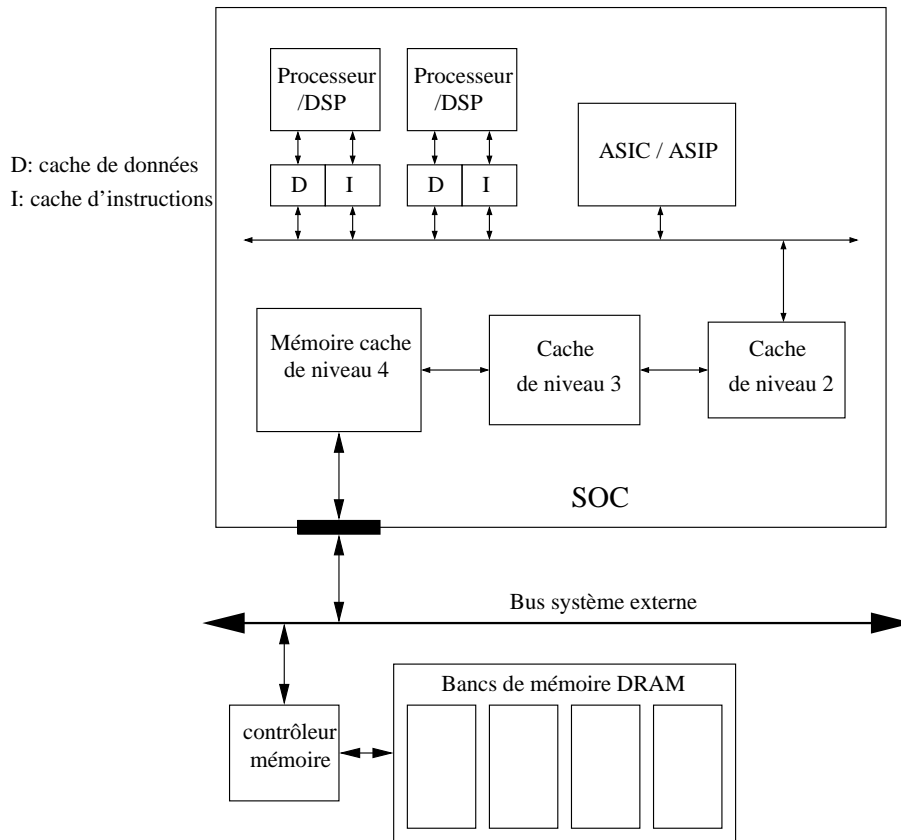 Processeur
/DSP
Processeur
/DSP
ASIC / ASIP
D: cache de données
I: cache d'instructions
D
I
D
I
Mémoire cache
de niveau 4
Cache
de niveau 3
Cache
de niveau 2
SOC
Bus système externe
Bancs de mémoire DRAM
contrôleur
mémoire